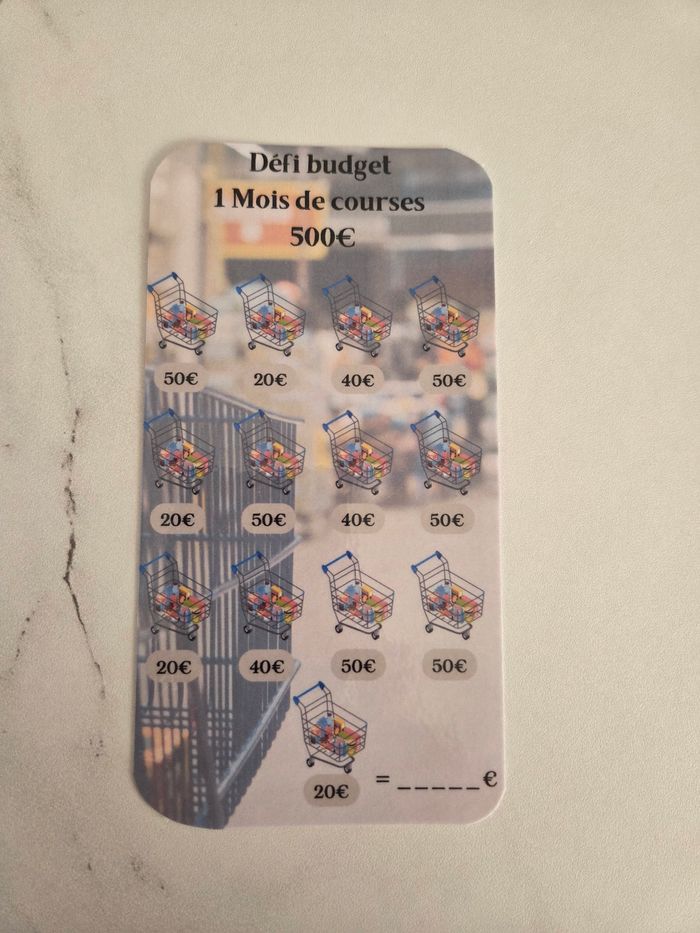 Défi budget
1 Mois de courses
500€
50€ 20€ 40€ 50€
20€ 50€ 40€ 50€
20€ 40€ 50€ 50€
20€ = _____€